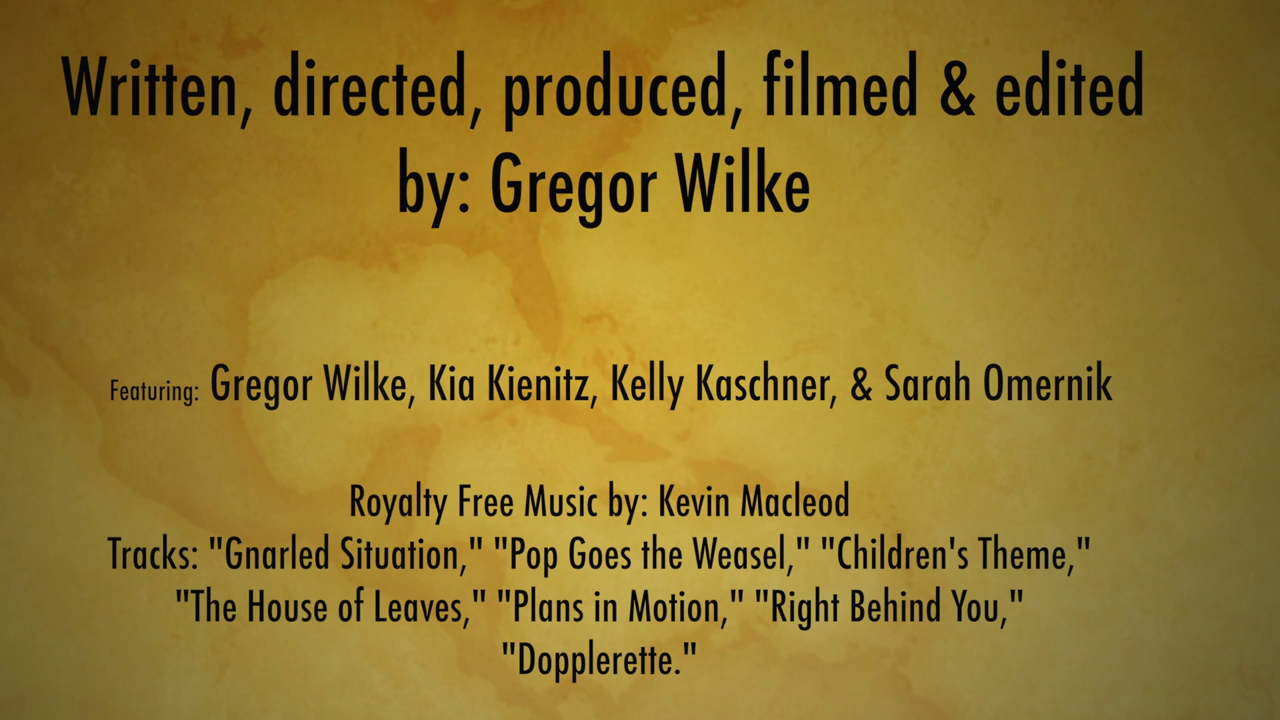 Written, directed, produced, filmed & edited
by: Gregor Wilke
Featuring: Gregor Wilke, Kia Kienitz, Kelly Kaschner, & Sarah Omernik
Royalty Free Music by: Kevin Macleod
Tracks: "Gnarled Situation," "Pop Goes the Weasel," "Children's Theme,"
"The House of Leaves," "Plans in Motion," "Right Behind You,"
"Dopplerette."